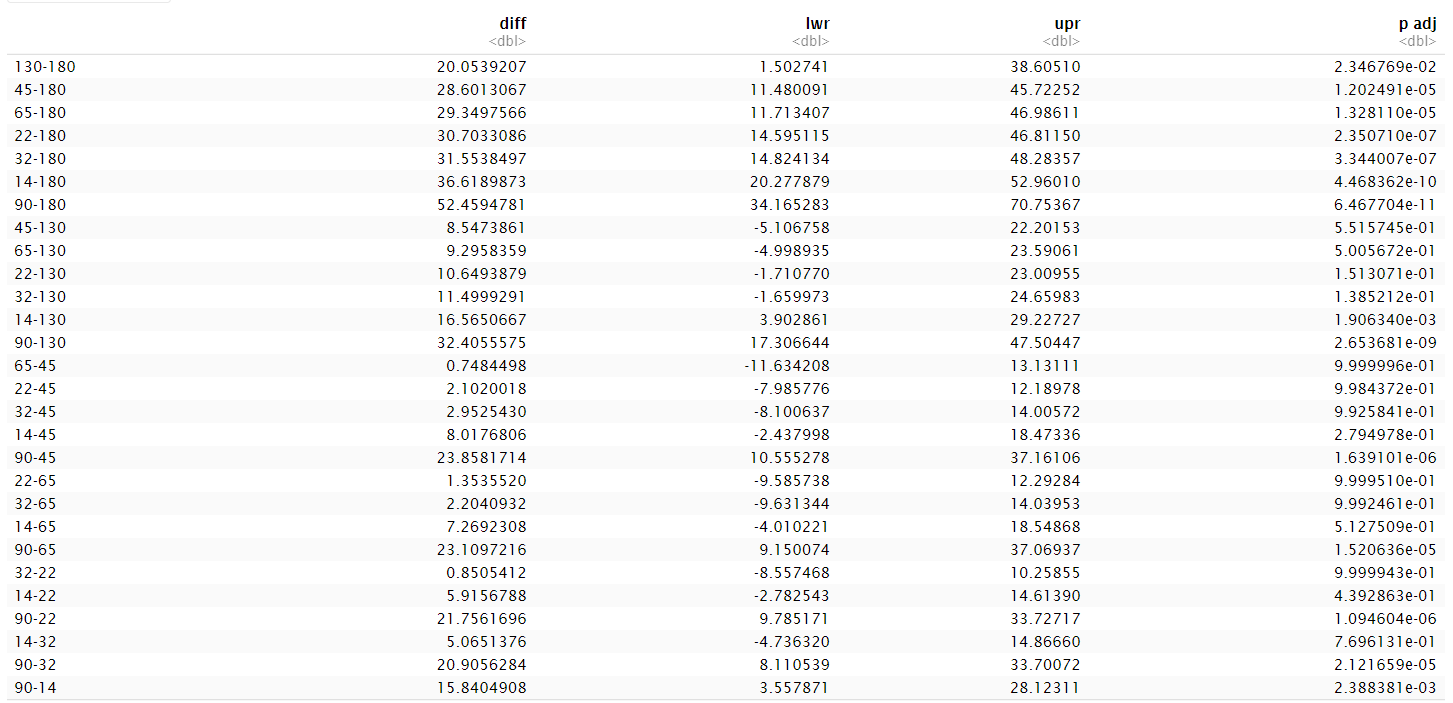 diff lwr upr p adj
<dbl> <dbl> <dbl> <dbl>
130-180 20.0539207 1.502741 38.60510 2.346769e-02
45-180 28.6013067 11.480091 45.72252 1.202491e-05
65-180 29.3497566 11.713407 46.98611 1.328110e-05
22-180 30.7033086 14.595115 46.81150 2.350710e-07
32-180 31.5538497 14.824134 48.28357 3.344007e-07
14-180 36.6189873 20.277879 52.96010 4.468362e-10
90-180 52.4594781 34.165283 70.75367 6.467704e-11
45-130 8.5473861 -5.106758 22.20153 5.515745e-01
65-130 9.2958359 -4.998935 23.59061 5.005672e-01
22-130 10.6493879 -1.710770 23.00955 1.513071e-01
32-130 11.4999291 -1.659973 24.65983 1.385212e-01
14-130 16.5650667 3.902861 29.22727 1.906340e-03
90-130 32.4055575 17.306644 47.50447 2.653681e-09
65-45 0.7484498 -11.634208 13.13111 9.999996e-01
22-45 2.1020018 -7.985776 12.18978 9.984372e-01
32-45 2.9525430 -8.100637 14.00572 9.925841e-01
14-45 8.0176806 -2.437998 18.47336 2.794978e-01
90-45 23.8581714 10.555278 37.16106 1.639101e-06
22-65 1.3535520 -9.585738 12.29284 9.999510e-01
32-65 2.2040932 -9.631344 14.03953 9.992461e-01
14-65 7.2692308 -4.010221 18.54868 5.127509e-01
90-65 23.1097216 9.150074 37.06937 1.520636e-05
32-22 0.8505412 -8.557468 10.25855 9.999943e-01
14-22 5.9156788 -2.782543 14.61390 4.392863e-01
90-22 21.7561696 9.785171 33.72717 1.094604e-06
14-32 5.0651376 -4.736320 14.86660 7.696131e-01
90-32 20.9056284 8.110539 33.70072 2.121659e-05
90-14 15.8404908 3.557871 28.12311 2.388381e-03